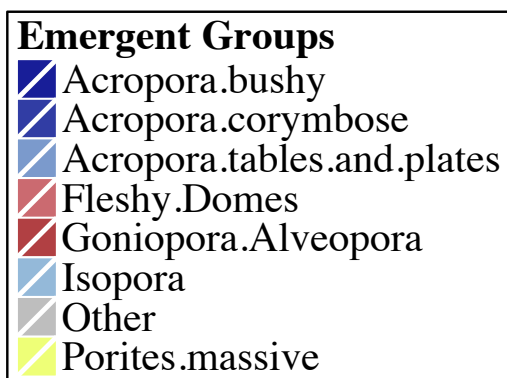 Emergent Groups
Acropora.bushy
Acropora.corymbose
Acropora.tables.and.plates
Fleshy.Domes
Goniopora.Alveopora
Isopora
Other
Porites.massive